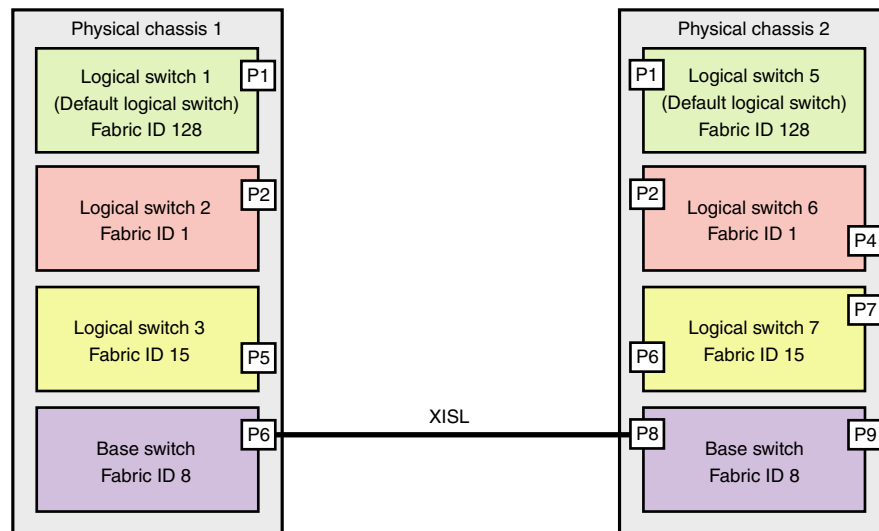 Physical chassis 1
Logical switch 1
(Default logical switch)
Fabric ID 128
P1
Logical switch 2
Fabric ID 1
P2
Logical switch 3
Fabric ID 15
P5
Base switch
Fabric ID 8
P6
XISL
Physical chassis 2
P1
Logical switch 5
(Default logical switch)
Fabric ID 128
P2
Logical switch 6
Fabric ID 1
P4
P7
Logical switch 7
Fabric ID 15
P6
P8
Base switch
Fabric ID 8
P9